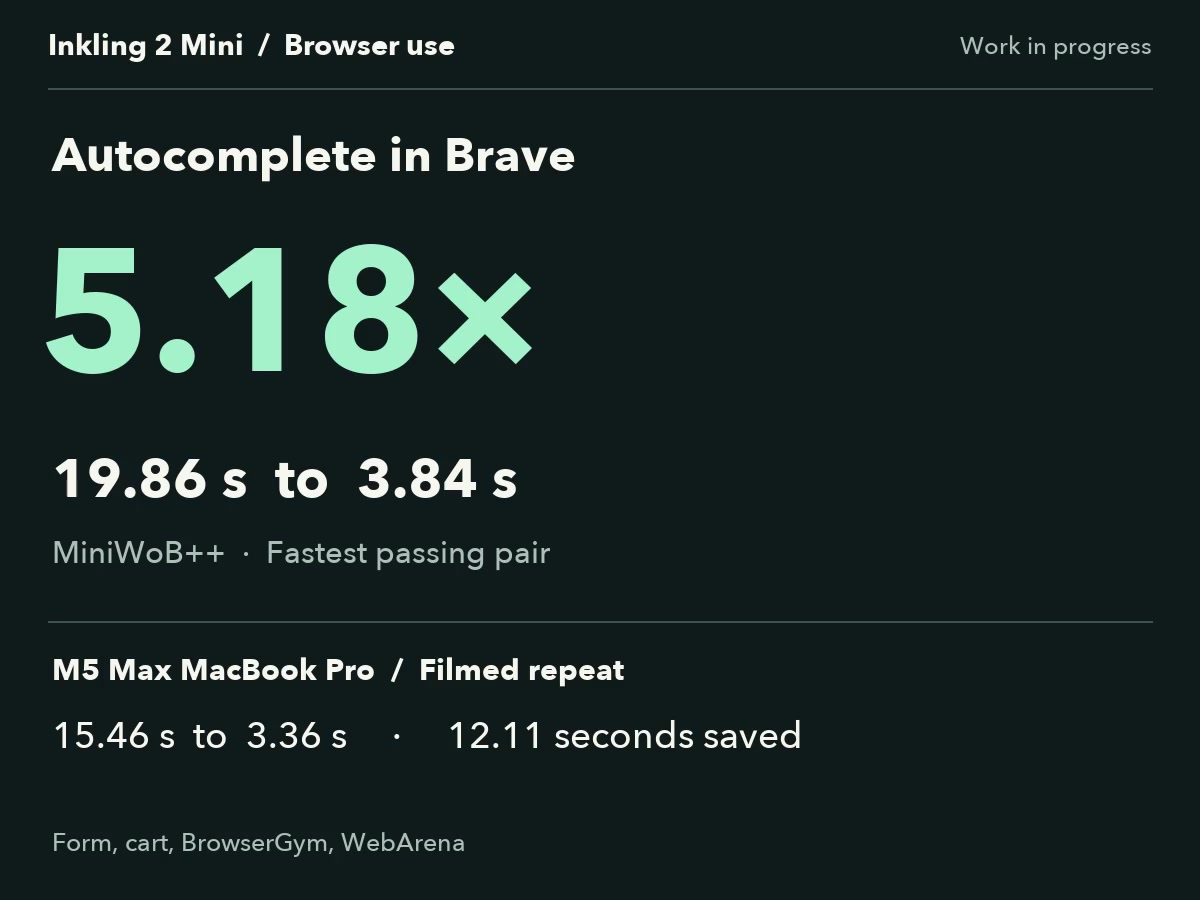 Inkling 2 Mini / Browser use
Work in progress
Autocomplete in Brave
5.18×
19.86 s to 3.84 s
MiniWoB++ · Fastest passing pair
M5 Max MacBook Pro / Filmed repeat
15.46 s to 3.36 s · 12.11 seconds saved
Form, cart, BrowserGym, WebArena